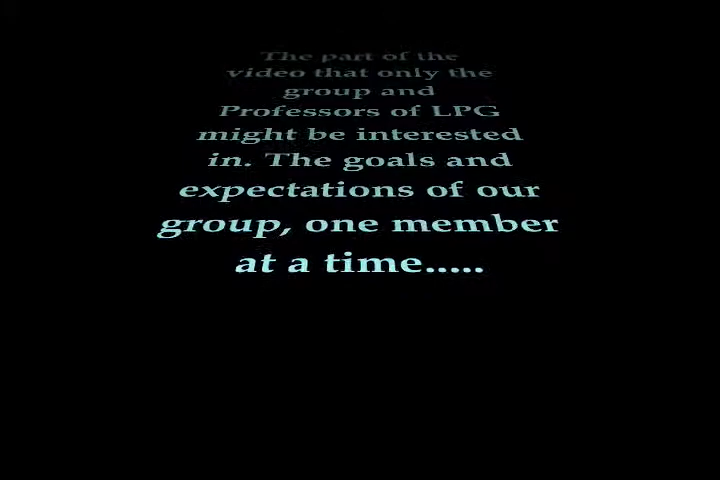 The part of the
video that only the
group and
Professors of LPG
might be interested
in. The goals and
expectations of our
group, one member
at a time.....